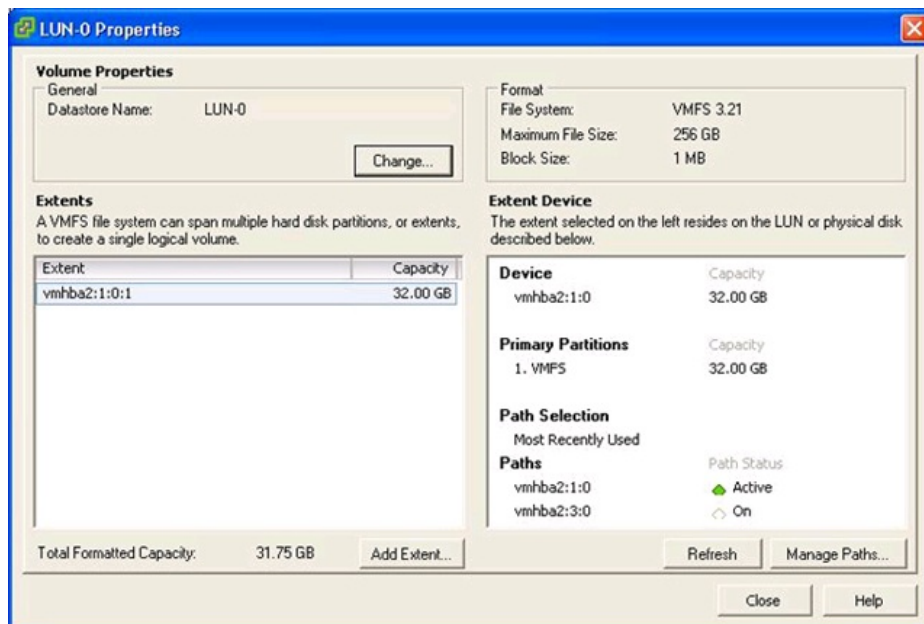 LUN-0 Properties
Volume Properties
General
Datastore Name: LUN-0
Change...
Format
File System: VMFS 3.21
Maximum File Size: 256 GB
Block Size: 1 MB
Extents
A VMFS file system can span multiple hard disk partitions, or extents,
to create a single logical volume.
Extent Capacity
vmhba2:1:0:1 32.00 GB
Total Formatted Capacity: 31.75 GB
Add Extent...
Extent Device
The extent selected on the left resides on the LUN or physical disk
described below.
Device Capacity
vmhba2:1:0 32.00 GB
Primary Partitions Capacity
1. VMFS 32.00 GB
Path Selection
Most Recently Used
Paths Path Status
vmhba2:1:0 Active
vmhba2:3:0 On
Refresh
Manage Paths...
Close
Help